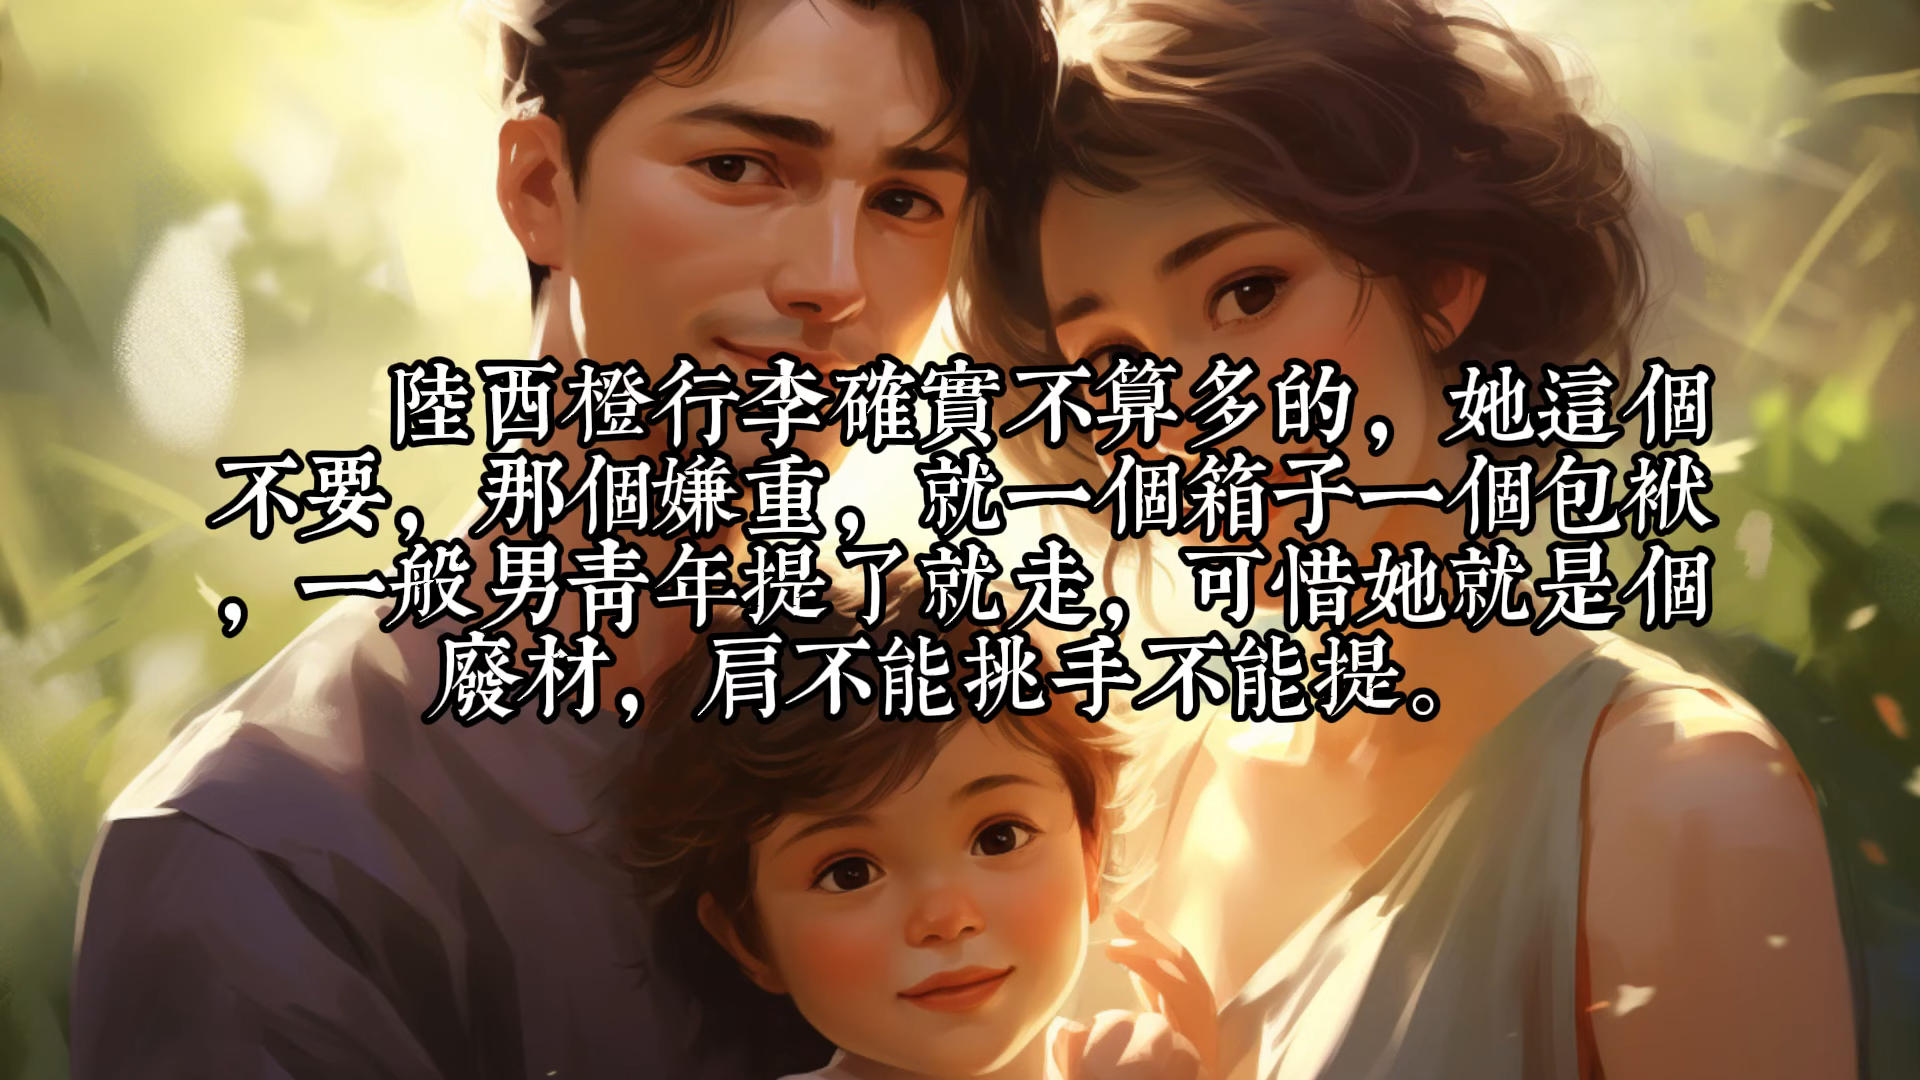 陸西橙行李確實不算多的，她這個
不要，那個嫌重，就一個箱子一個包袱
，一般男青年提了就走，可惜她就是個
廢材，肩不能挑手不能提。